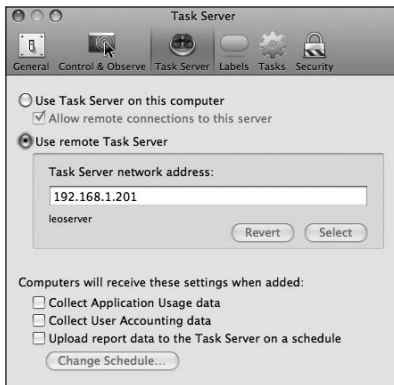 Task Server
General Control & Observe Task Server Labels Tasks Security
Use Task Server on this computer
Allow remote connections to this server
Use remote Task Server
Task Server network address:
192.168.1.201
leoserver
Revert Select
Computers will receive these settings when added:
Collect Application Usage data
Collect User Accounting data
Upload report data to the Task Server on a schedule
Change Schedule...